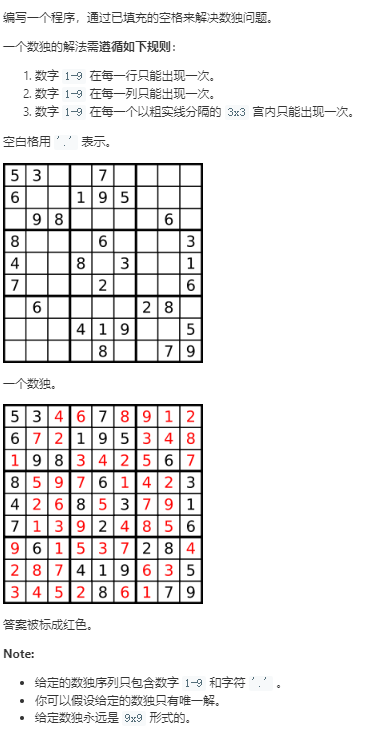 编写一个程序，通过已填充的空格来解决数独问题。
一个数独的解法需遵循如下规则：
1. 数字 1-9 在每一行只能出现一次。
2. 数字 1-9 在每一列只能出现一次。
3. 数字 1-9 在每一个以粗实线分隔的 3x3 宫内只能出现一次。
空白格用 '.' 表示。
5 3 7
6 1 9 5
9 8 6
8 6 3
4 8 3 1
7 2 6
6 2 8
4 1 9 5
8 7 9
一个数独。
5 3 4 6 7 8 9 1 2
6 7 2 1 9 5 3 4 8
1 9 8 3 4 2 5 6 7
8 5 9 7 6 1 4 2 3
4 2 6 8 5 3 7 9 1
7 1 3 9 2 4 8 5 6
9 6 1 5 3 7 2 8 4
2 8 7 4 1 9 6 3 5
3 4 5 2 8 6 1 7 9
答案被标成红色。
Note:
• 给定的数独序列只包含数字 1-9 和字符 '.' 。
• 你可以假设给定的数独只有唯一解。
• 给定数独永远是 9x9 形式的。